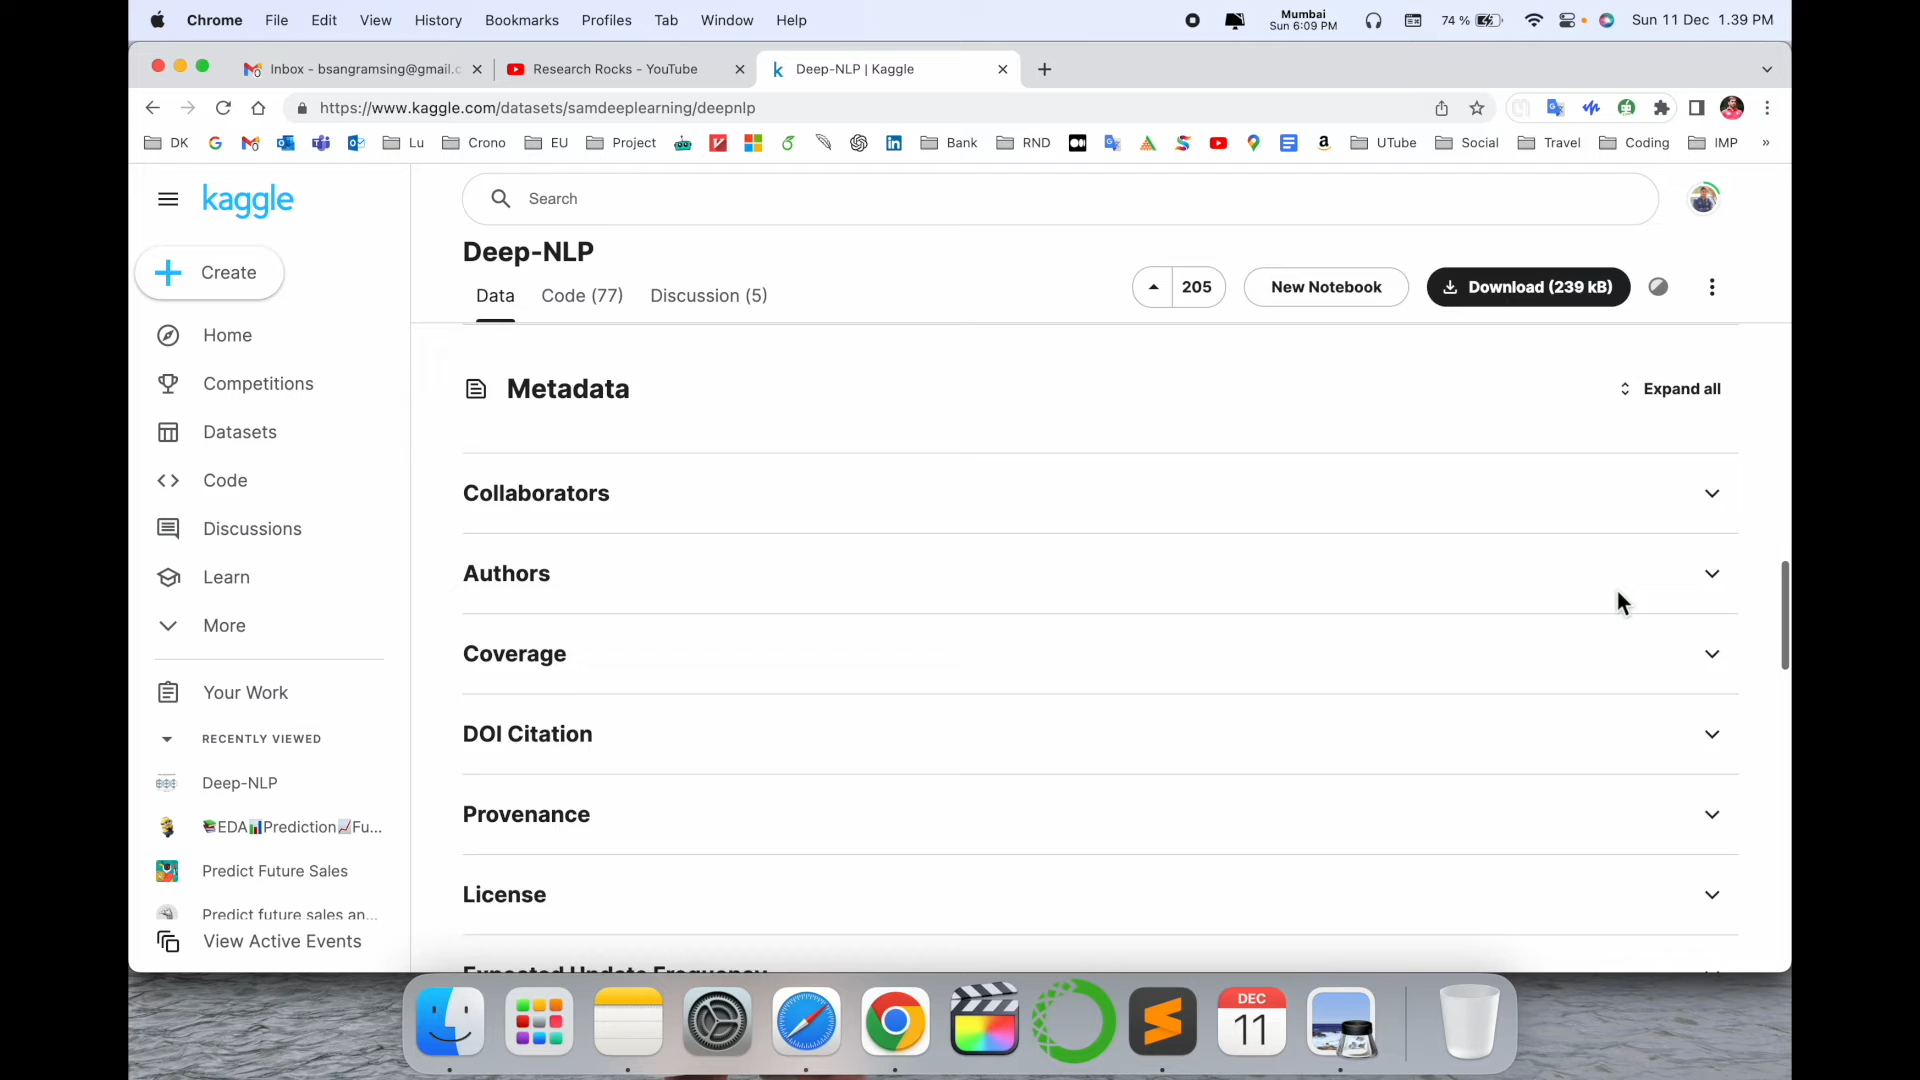 Chrome File Edit View History Bookmarks Profiles Tab Window Help Mumbai Sun 6:09 PM 74 % Sun 11 Dec 1.39 PM
Inbox - bsangramsing@gmail.c Research Rocks - YouTube Deep-NLP | Kaggle
https://www.kaggle.com/datasets/samdeeplearning/deepnlp
DK Lu Crono EU Project Bank RND UTube Social Travel Coding IMP »
kaggle
Search
Create
Deep-NLP
Data Code (77) Discussion (5)
205 New Notebook Download (239 kB)
Home
Competitions
Datasets
Code
Discussions
Learn
More
Your Work
RECENTLY VIEWED
Deep-NLP
EDA Prediction Fu...
Predict Future Sales
Predict future sales an...
View Active Events
Metadata
Expand all
Collaborators
Authors
Coverage
DOI Citation
Provenance
License
Expected Update Frequency
DEC
11